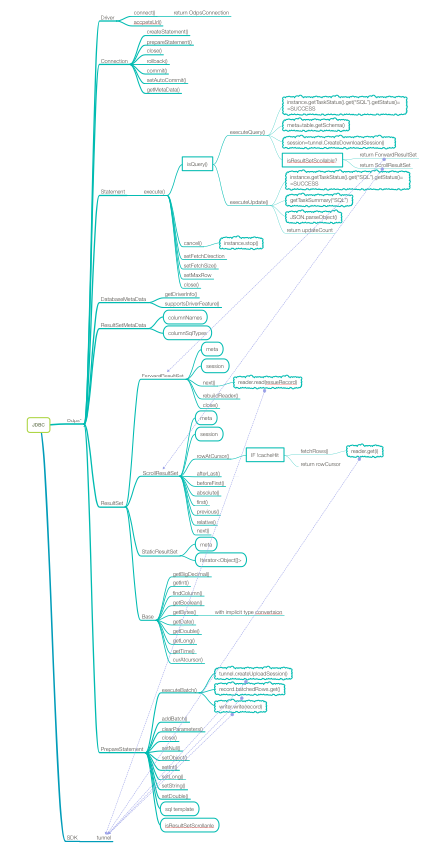 Driver
connect()
return OdpsConnection
acceptsUrl()
Connection
createStatement()
prepareStatement()
close()
rollback()
commit()
setAutoCommit()
getMetaData()
Statement
execute()
isQuery()
executeQuery()
instance.getTaskStatus().get("SQL").getStatus()=
=SUCCESS
meta=table.getSchema()
session=tunnel.CreateDownloadSession()
isResultSetScollable?
return ForwardResultSet
return ScrollResultSet
executeUpdate()
instance.getTaskStatus().get("SQL").getStatus()=
=SUCCESS
getTaskSummary("SQL")
JSON.parseObject()
return updateCount
cancel()
instance.stop()
setFetchDirection
setFetchSize()
setMaxRow
close()
DatabaseMetaData
getDriverInfo()
supportsDriverFeature()
ResultSetMetaData
columnNames
columnSqlTypes
JDBC
ResultSet
ForwardResultSet
meta
session
next()
reader.read(reuseRecord)
rebuildReader()
close()
ScrollResultSet
meta
session
rowAtCursor()
IF !cacheHit
fetchRows()
reader.get()
return rowCursor
afterLast()
beforeFirst()
absolute()
first()
previous()
relative()
next()
StaticResultSet
meta
Iterator<Object[]>
Base
getBigDecimal()
getInt()
findColumn()
getBoolean()
getBytes()
with implicit type
getDate()
getDouble()
getLong()
getTime()
curAtcursor()
PrepareStatement
executeBatch()
tunnel.createUploadSession()
record.batchedRows.get()
writer.write(record)
addBatch()
clearParameters()
close()
setNull()
setObject()
setInt()
setLong()
setString()
setDouble()
sql template
isResultSetScrollable
SDK
tunnel